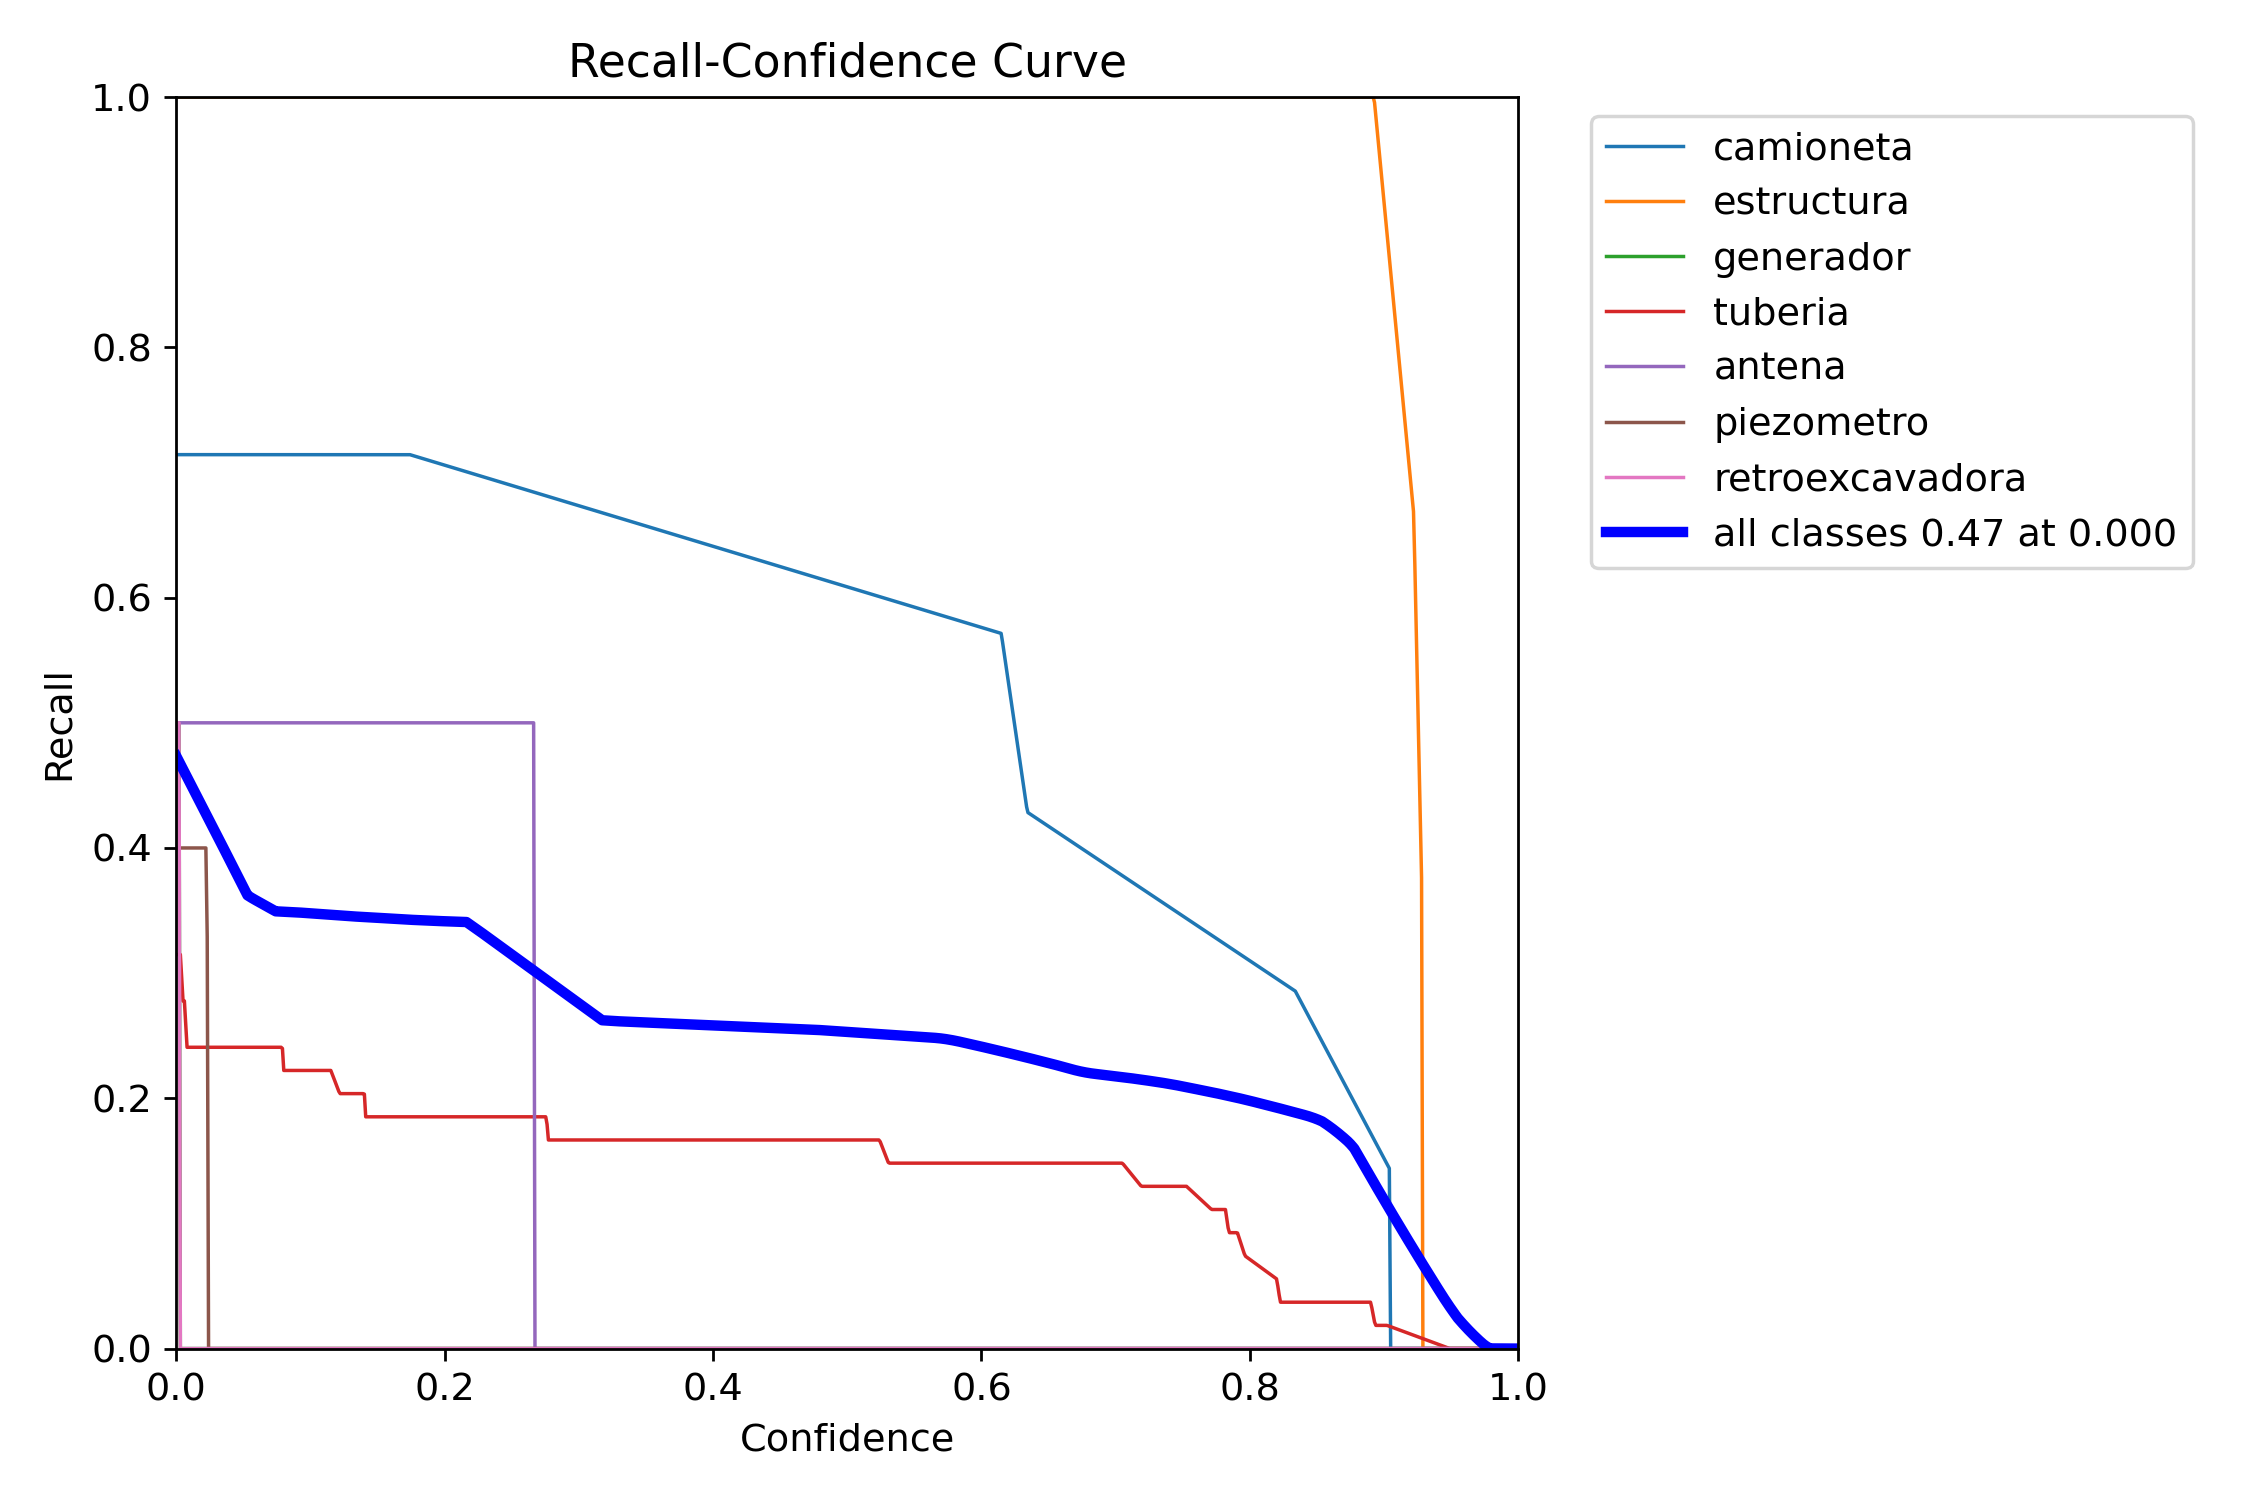 Recall-Confidence Curve
1.0
0.8
0.6
0.4
0.2
0.0
Recall
0.0 0.2 0.4 0.6 0.8 1.0
Confidence
camioneta
estructura
generador
tuberia
antena
piezometro
retroexcavadora
all classes 0.47 at 0.000